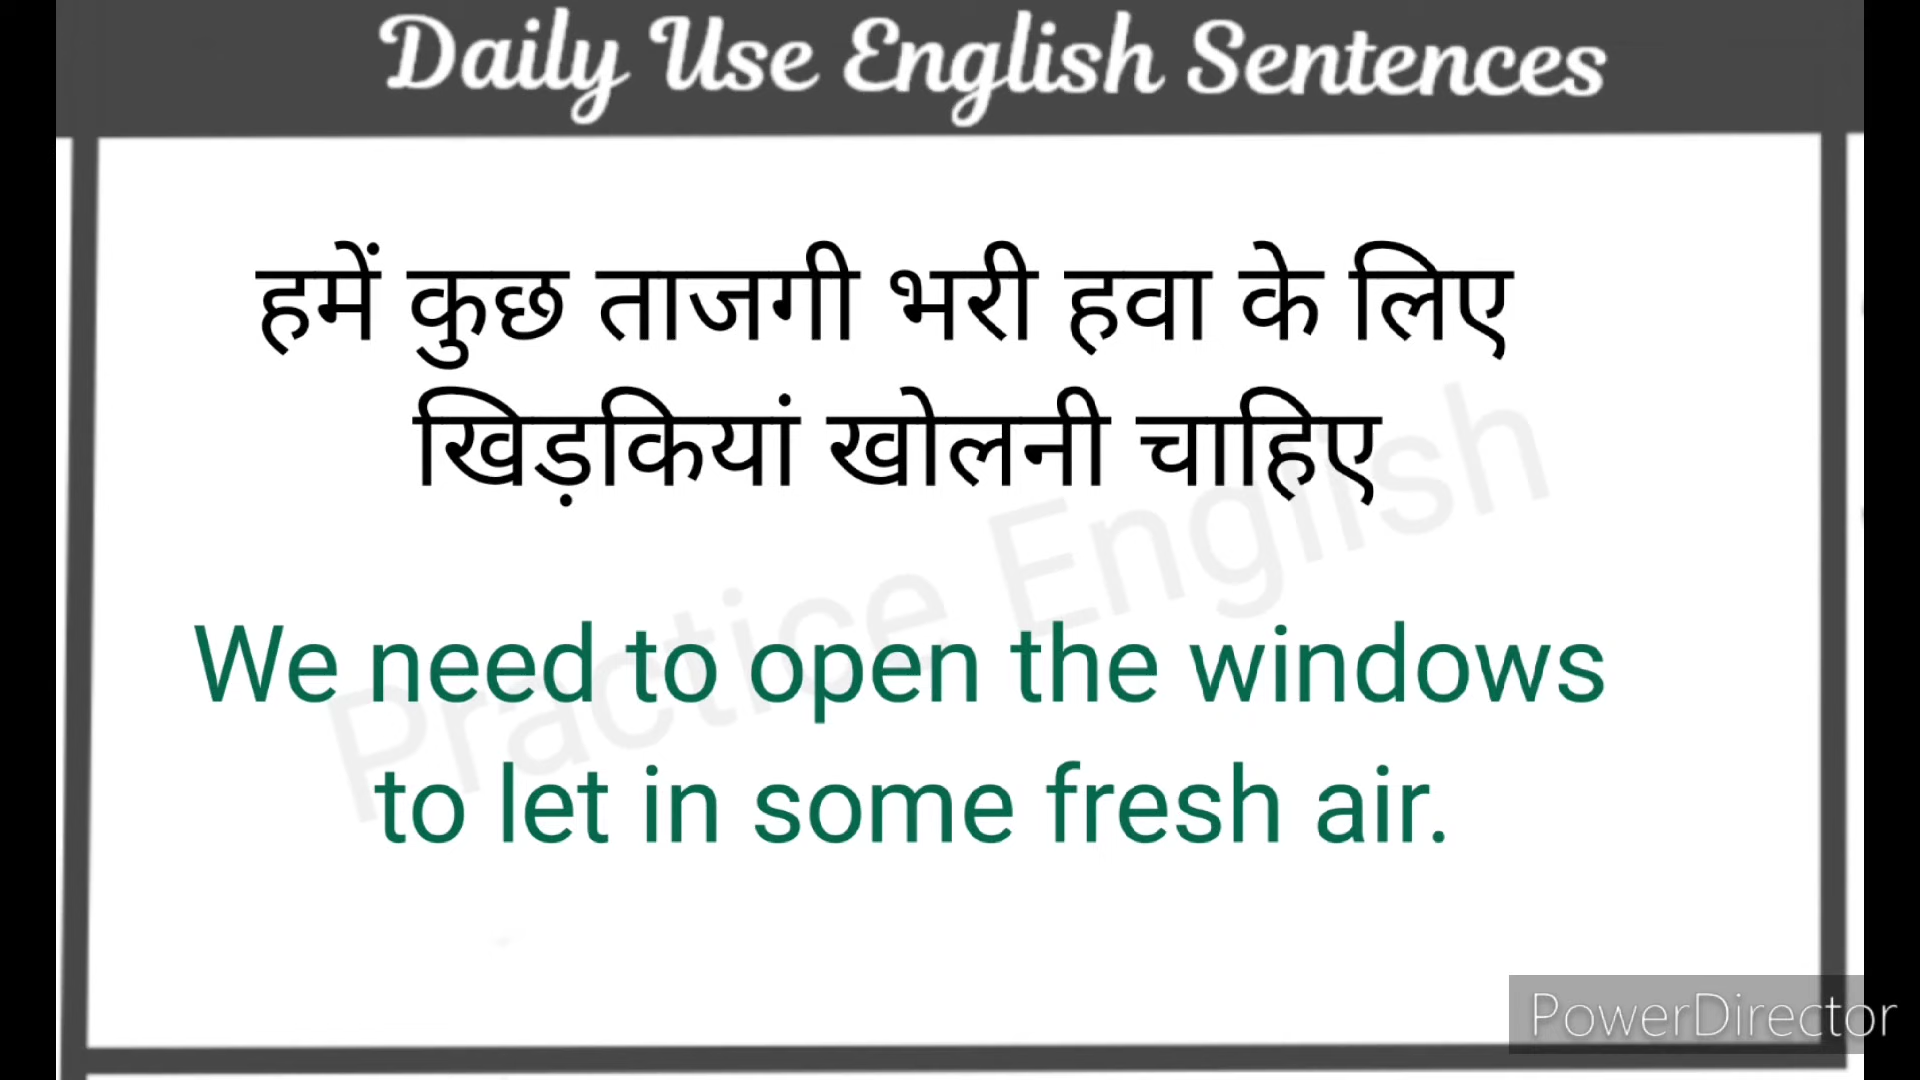 Daily Use English Sentences
हमें कुछ ताजगी भरी हवा के लिए
खिड़कियां खोलनी चाहिए
Practice English
We need to open the windows
to let in some fresh air.
PowerDirector